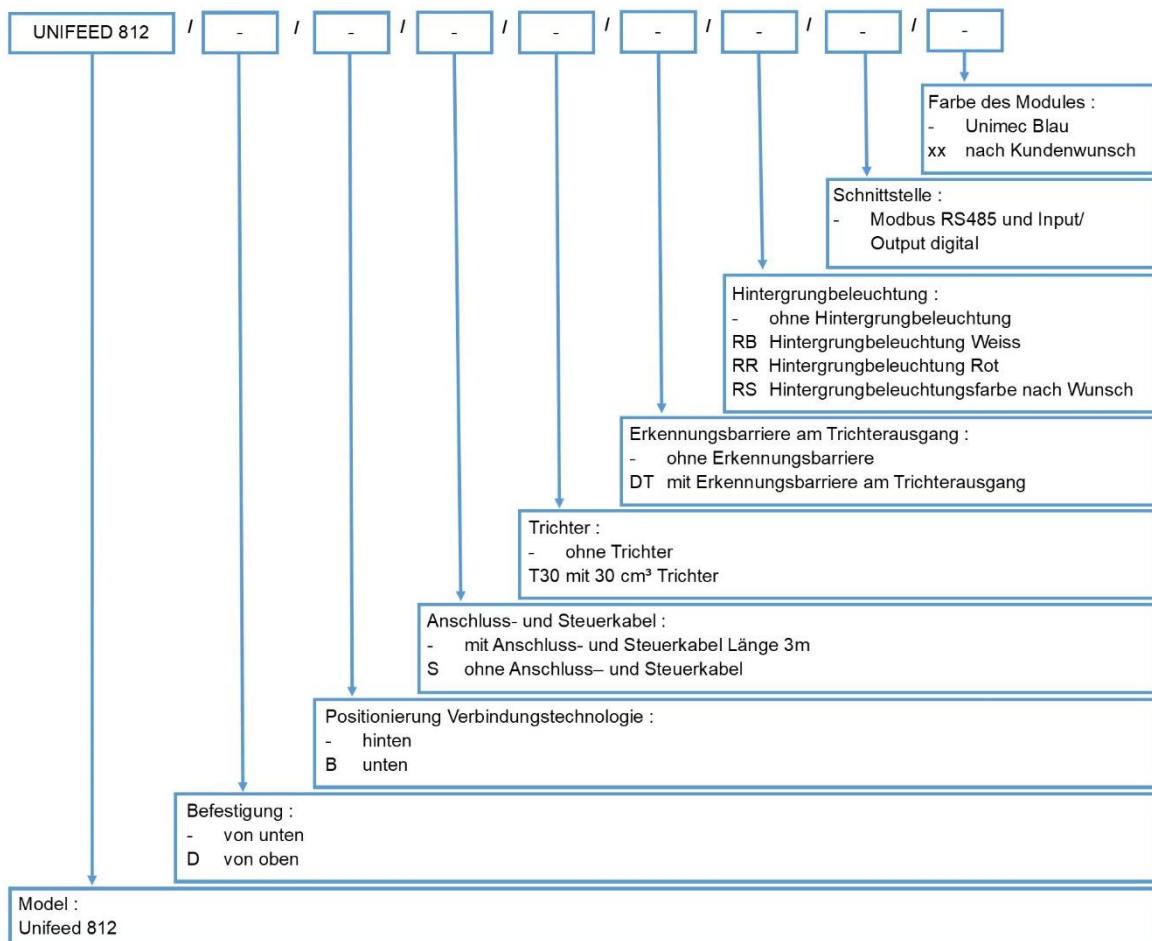 UNIFEED 812 / - / - / - / - / - / - / - / -
Farbe des Modules :
- Unimec Blau
xx nach Kundenwunsch
Schnittstelle :
- Modbus RS485 und Input/
Output digital
Hintergrungbeleuchtung :
- ohne Hintergrungbeleuchtung
RB Hintergrungbeleuchtung Weiss
RR Hintergrungbeleuchtung Rot
RS Hintergrungbeleuchtungsfarbe nach Wunsch
Erkennungsbarriere am Trichterausgang :
- ohne Erkennungsbarriere
DT mit Erkennungsbarriere am Trichterausgang
Trichter :
- ohne Trichter
T30 mit 30 cm³ Trichter
Anschluss- und Steuerkabel :
- mit Anschluss- und Steuerkabel Länge 3m
S ohne Anschluss– und Steuerkabel
Positionierung Verbindungstechnologie :
- hinten
B unten
Befestigung :
- von unten
D von oben
Model :
Unifeed 812